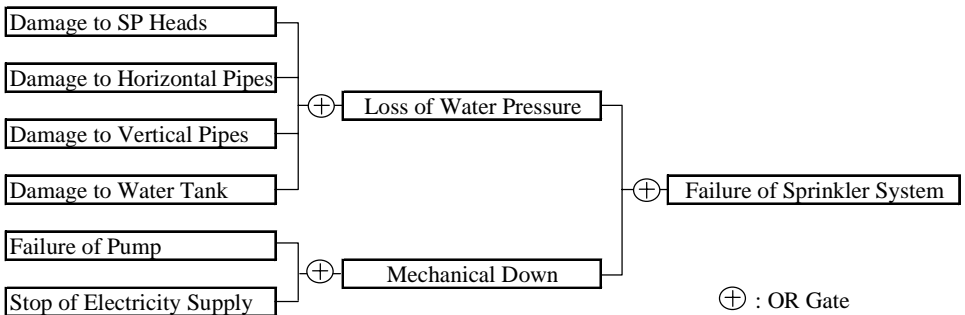 Damage to SP Heads
Damage to Horizontal Pipes
Damage to Vertical Pipes
Damage to Water Tank
Failure of Pump
Stop of Electricity Supply
Loss of Water Pressure
Mechanical Down
Failure of Sprinkler System
: OR Gate